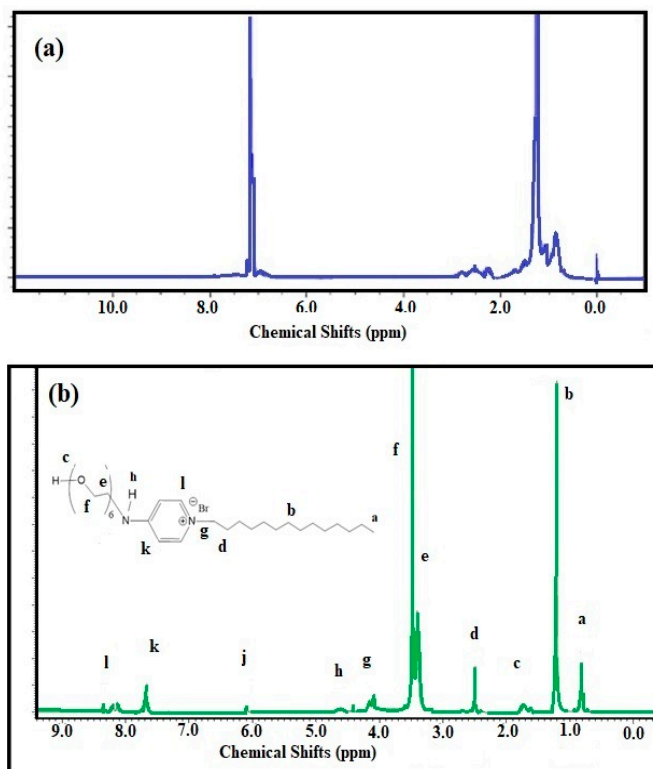 (a)
10.0 8.0 6.0 4.0 2.0 0.0
Chemical Shifts (ppm)
(b)
b
f
c
e
h
H O
H
l
Br
f
6
N
N
g
b
a
k
d
e
a
d
l
k
j
h
g
c
9.0 8.0 7.0 6.0 5.0 4.0 3.0 2.0 1.0 0.0
Chemical Shifts (ppm)